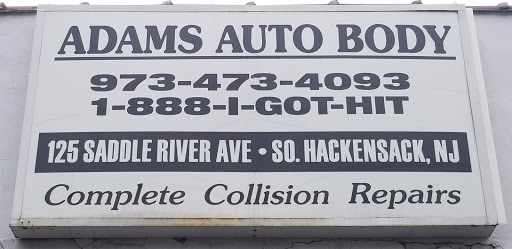 ADAMS AUTO BODY
973-473-4093
1-888-I-GOT-HIT
125 SADDLE RIVER AVE • SO. HACKENSACK, NJ
Complete Collision Repairs